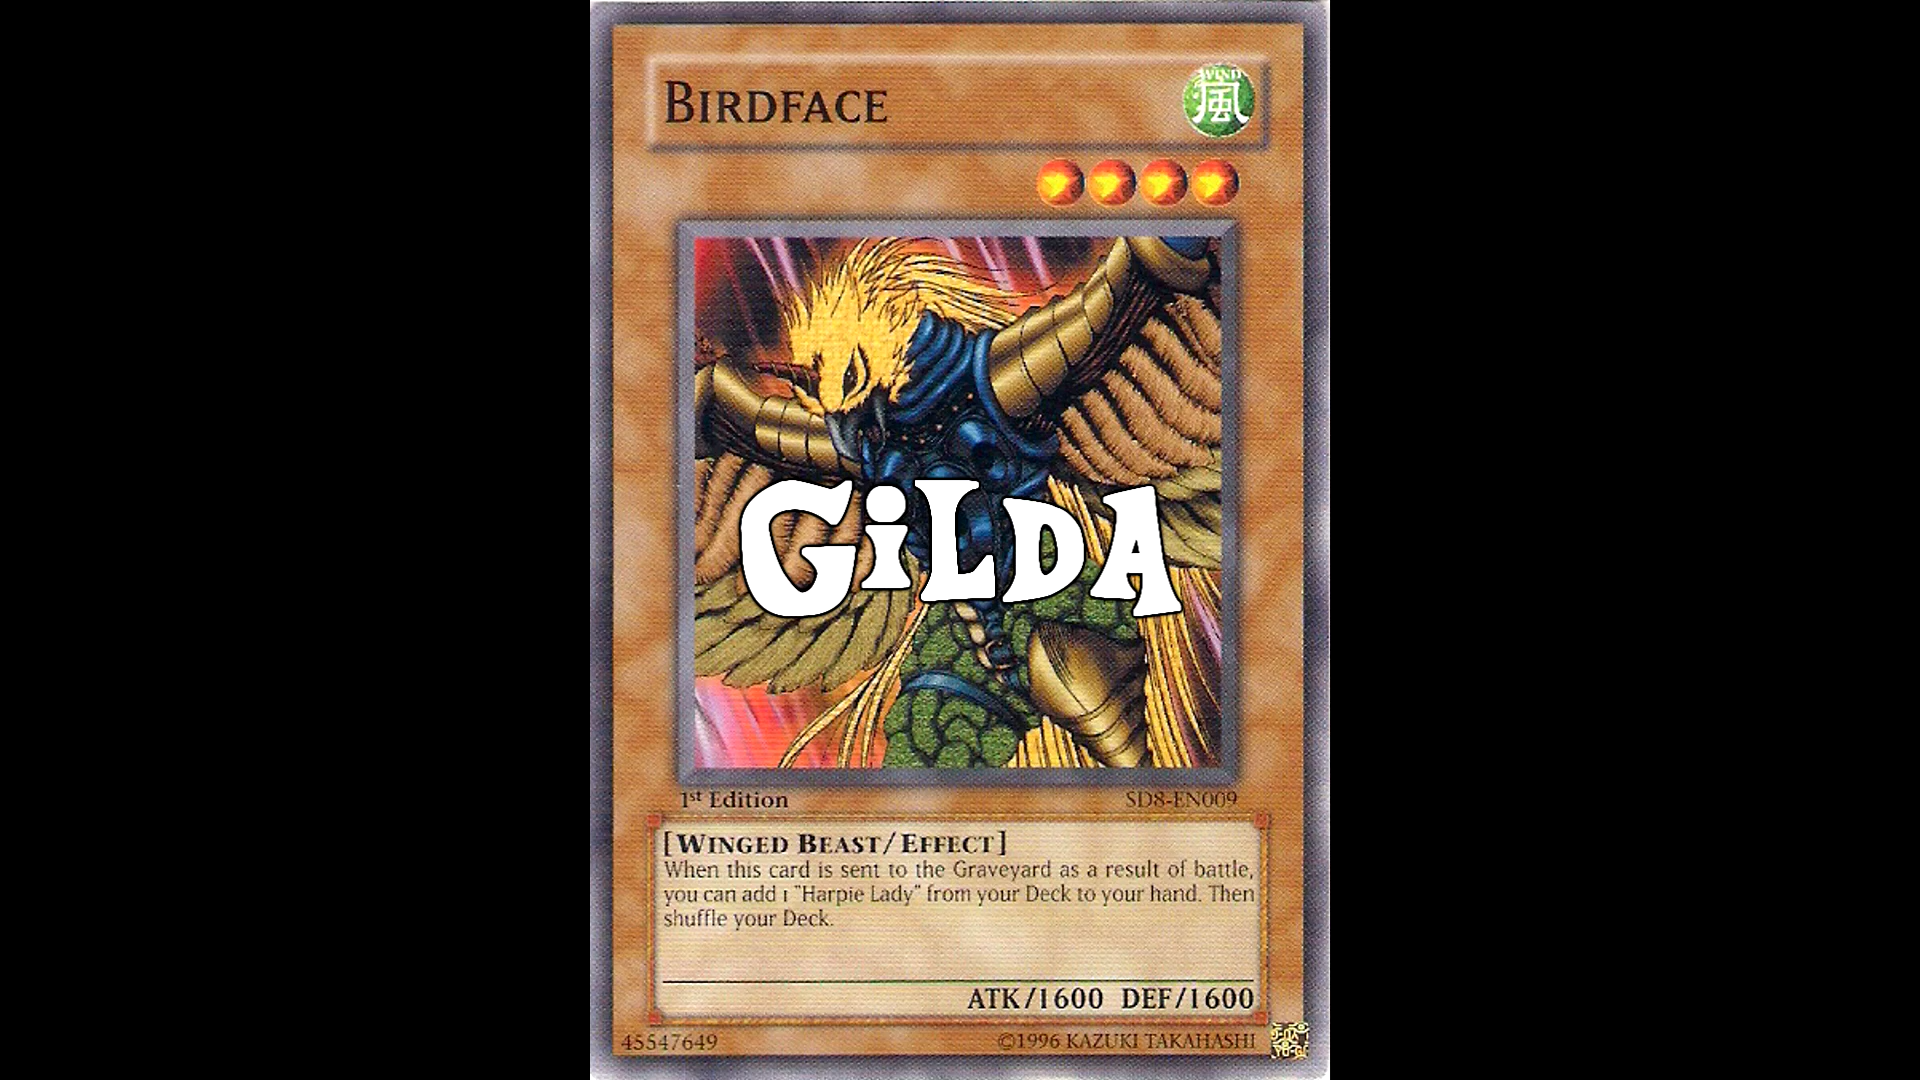 BIRDFACE
WIND
風
GiLDA
1st Edition
SD8-EN009
[WINGED BEAST/EFFECT]
When this card is sent to the Graveyard as a result of battle,
you can add 1 "Harpie Lady" from your Deck to your hand. Then
shuffle your Deck.
ATK/1600 DEF/1600
45547649
©1996 KAZUKI TAKAHASHI